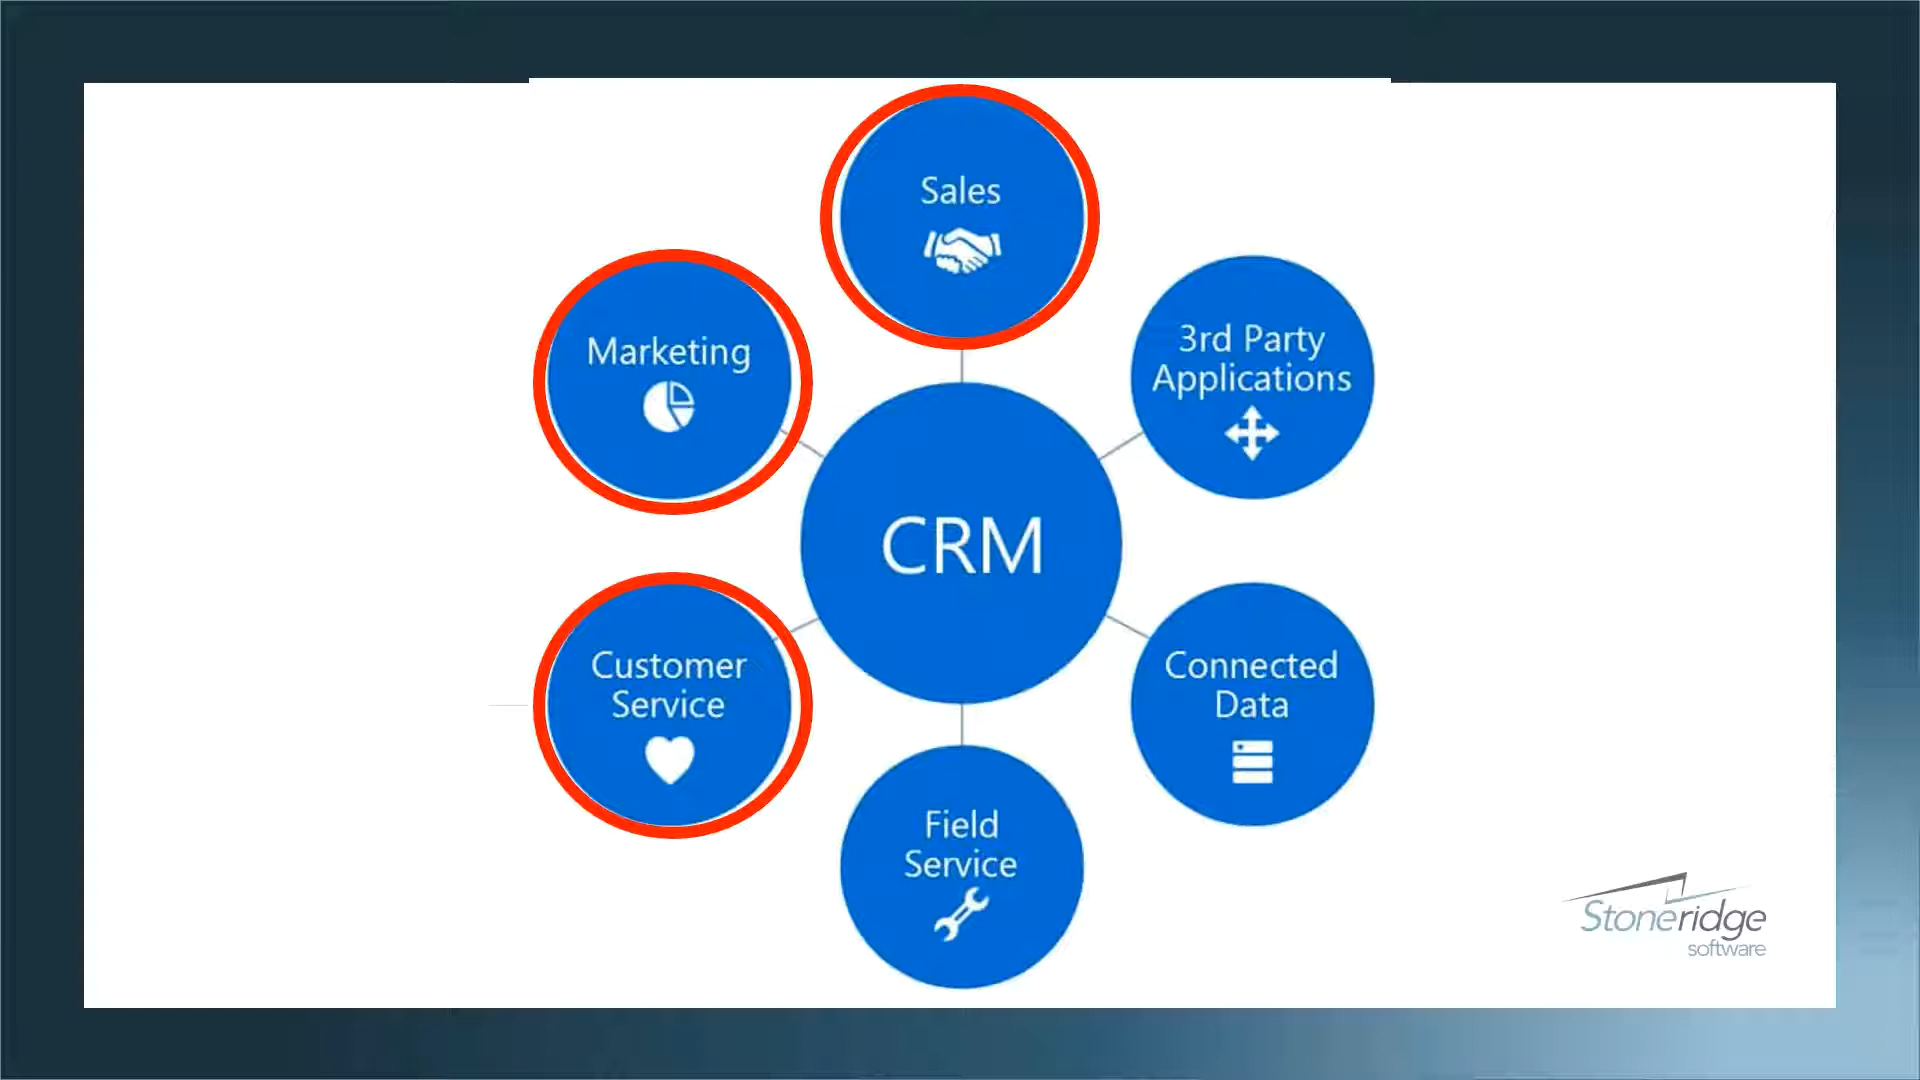 Sales
Marketing
3rd Party
Applications
CRM
Customer
Service
Connected
Data
Field
Service
Stoneridge
software